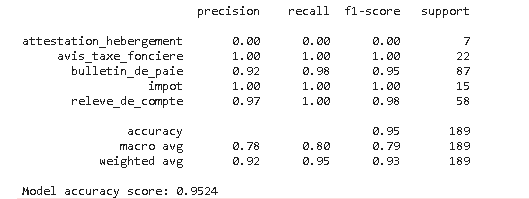 precision recall f1-score support
attestation_hebergement 0.00 0.00 0.00 7
avis_taxe_fonciere 1.00 1.00 1.00 22
bulletin_de_paie 0.92 0.98 0.95 87
impot 1.00 1.00 1.00 15
releve_de_compte 0.97 1.00 0.98 58
accuracy 0.95 189
macro avg 0.78 0.80 0.79 189
weighted avg 0.92 0.95 0.93 189
Model accuracy score: 0.9524